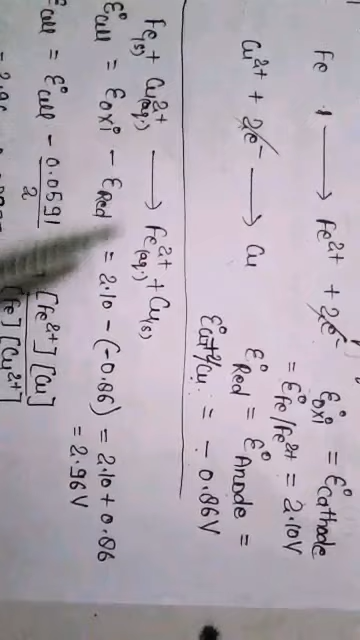 Fe → Fe²⁺ + 2e⁻
Cu²⁺ + 2e⁻ → Cu
Ɛ°oxi = Ɛ°Cathode
= Ɛ°Fe/Fe²⁺ = 2.10V
Ɛ°Red = Ɛ°Anode =
Ɛ°Cu²⁺/Cu = - 0.86V
Fe(s) + Cu²⁺(aq.) → Fe²⁺(aq.) + Cu(s)
Ɛ°Cell = Ɛ°oxi - ƐRed = 2.10 - (-0.86) = 2.10 + 0.86
= 2.96V
Ɛcell = Ɛ°cell - 0.0591/2 [Fe²⁺][Cu]/[Fe][Cu²⁺]